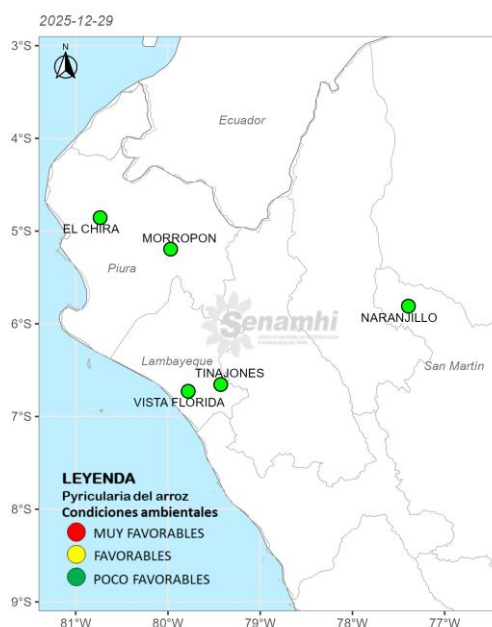 2025-12-29
3°S
N
4°S
Ecuador
EL CHIRA
5°S
MORROPON
Piura
NARANJILLO
6°S
Senamhi
Lambayeque
San Martín
TINAJONES
VISTA FLORIDA
7°S
LEYENDA
Pyricularia del arroz
Condiciones ambientales
MUY FAVORABLES
FAVORABLES
POCO FAVORABLES
8°S
9°S
81°W
80°W
79°W
78°W
77°W